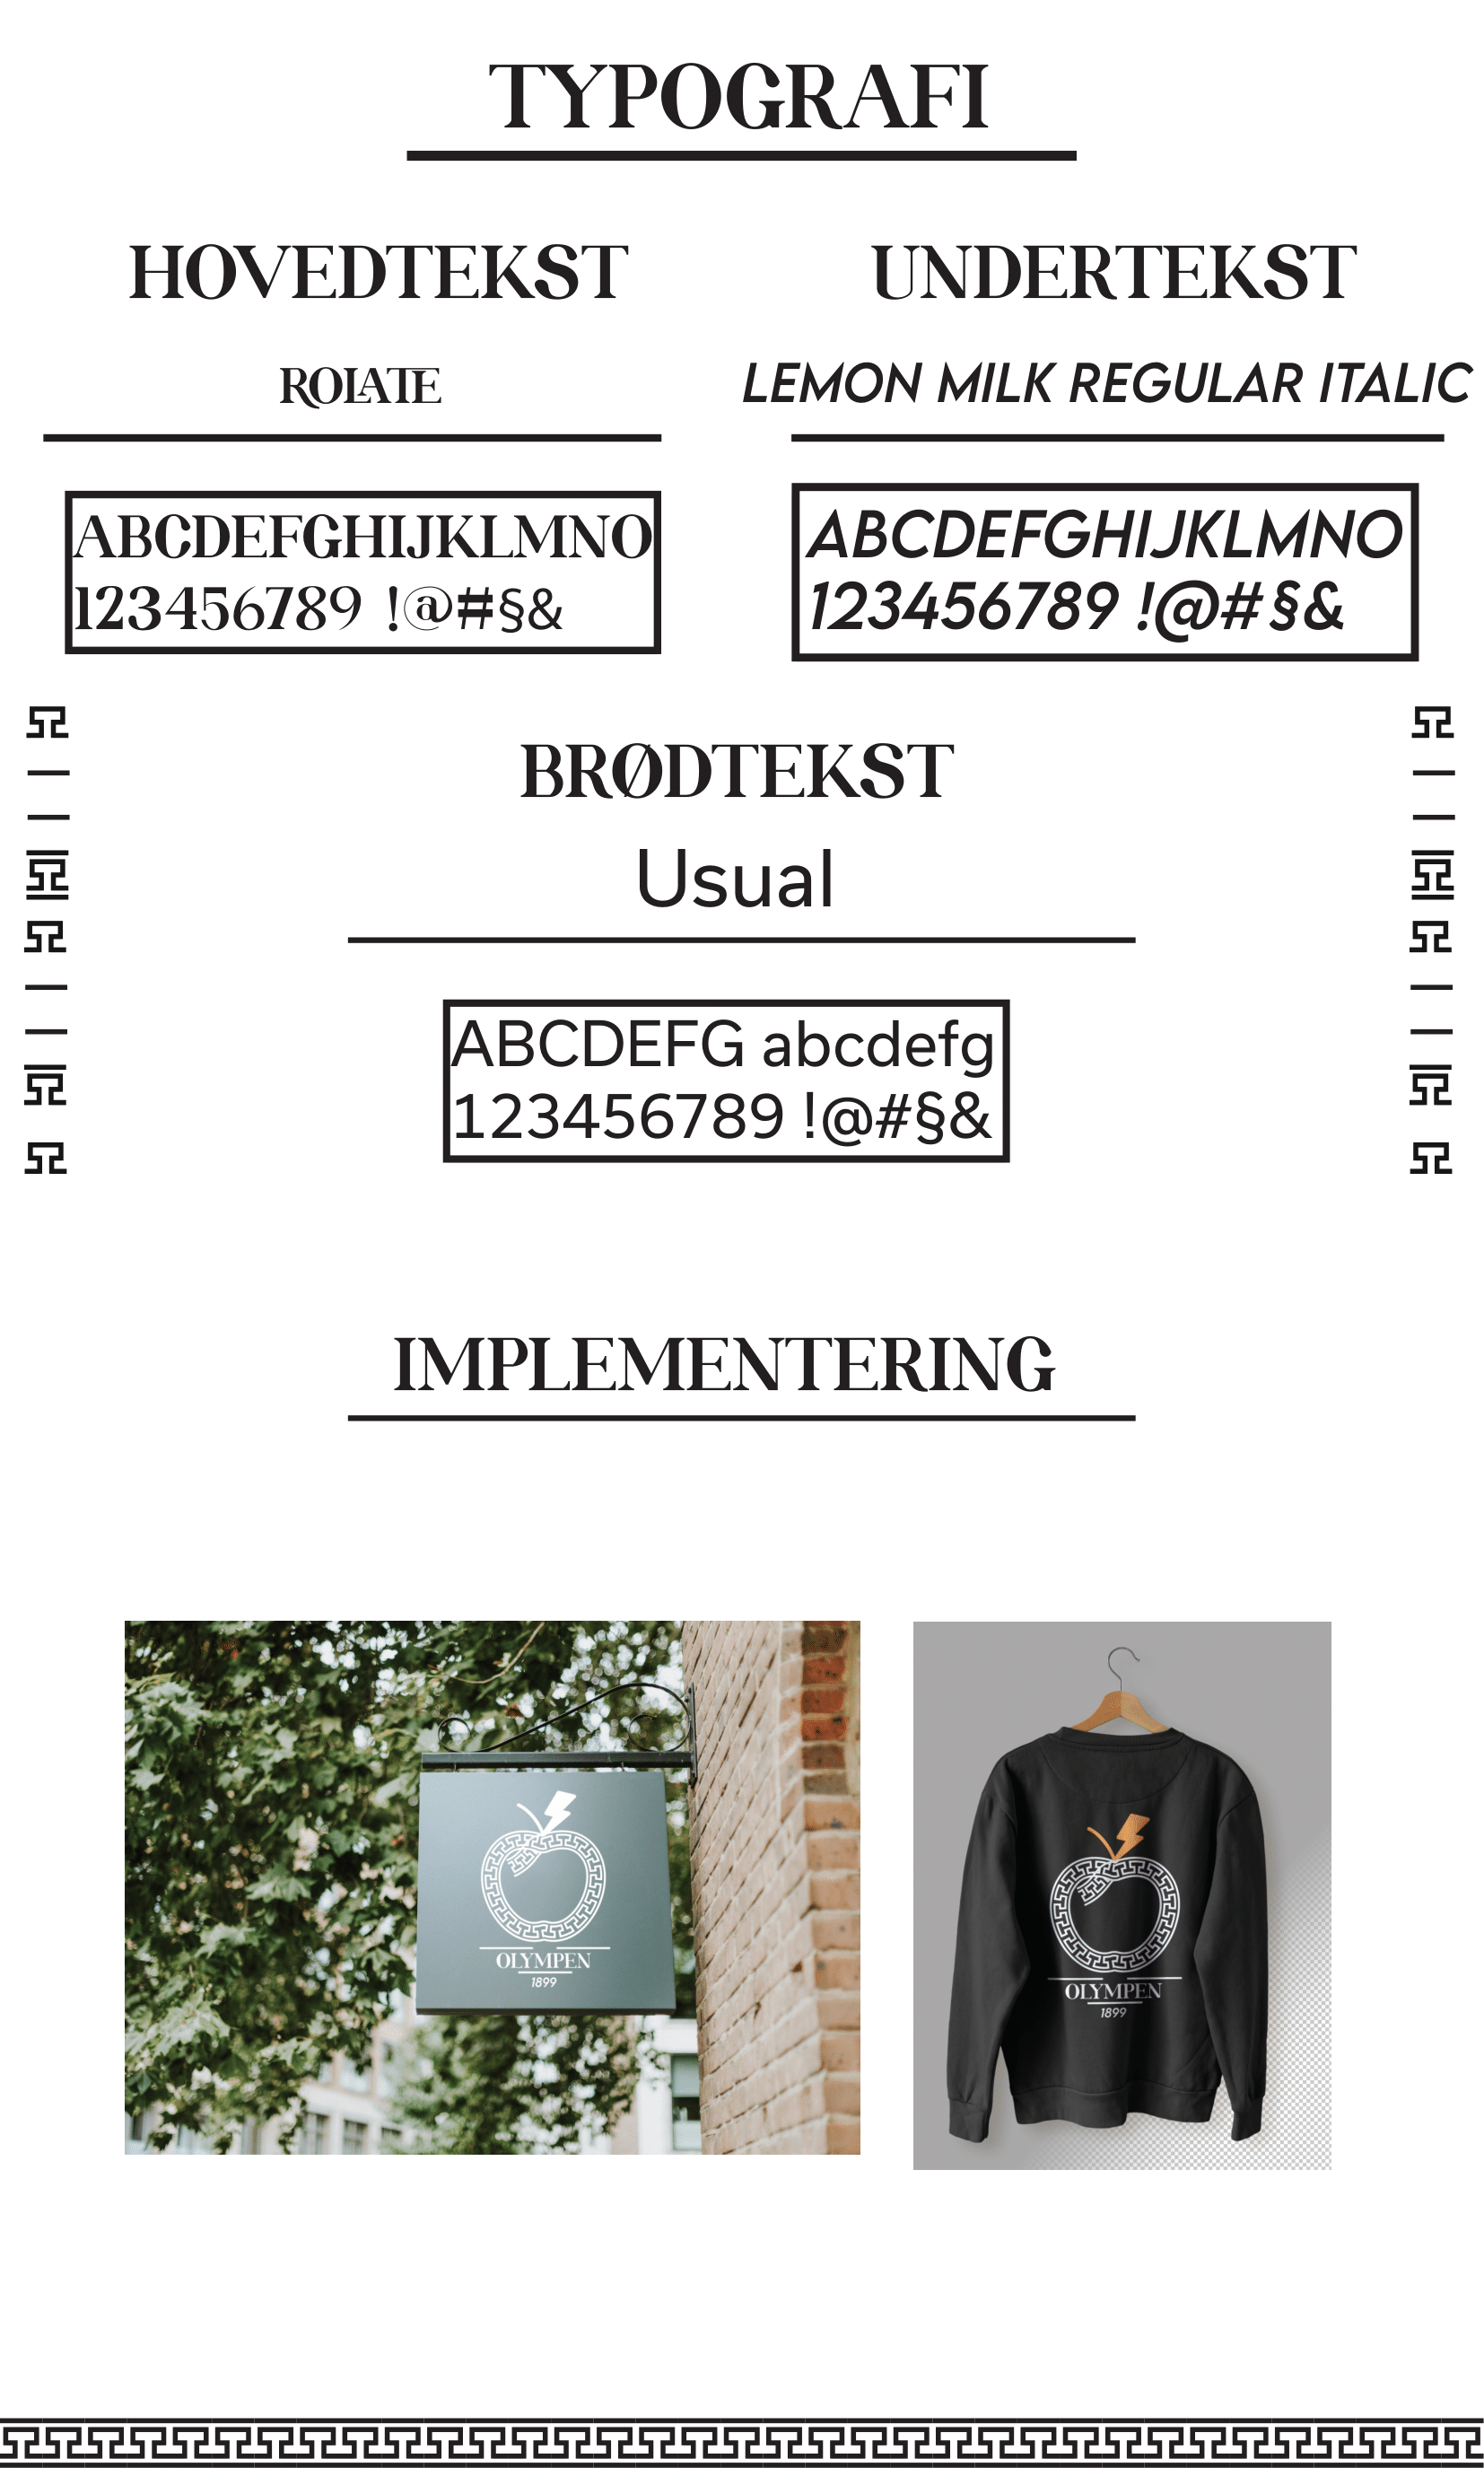 TYPOGRAFI
HOVEDTEKST
ROLATE
ABCDEFGHIJKLMNO
123456789 !@#§&
UNDERTEKST
LEMON MILK REGULAR ITALIC
ABCDEFGHIJKLMNO
123456789 !@#§&
BRØDTEKST
Usual
ABCDEFG abcdefg
123456789 !@#§&
IMPLEMENTERING
OLYMPEN
1899
OLYMPEN
1899